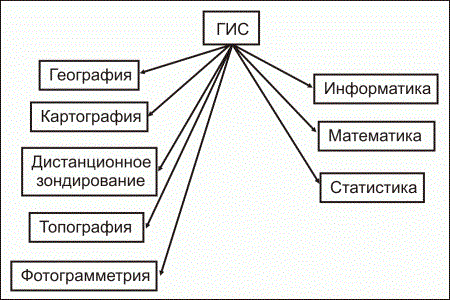 ГИС
География
Картография
Дистанционное
зондирование
Топография
Фотограмметрия
Информатика
Математика
Статистика